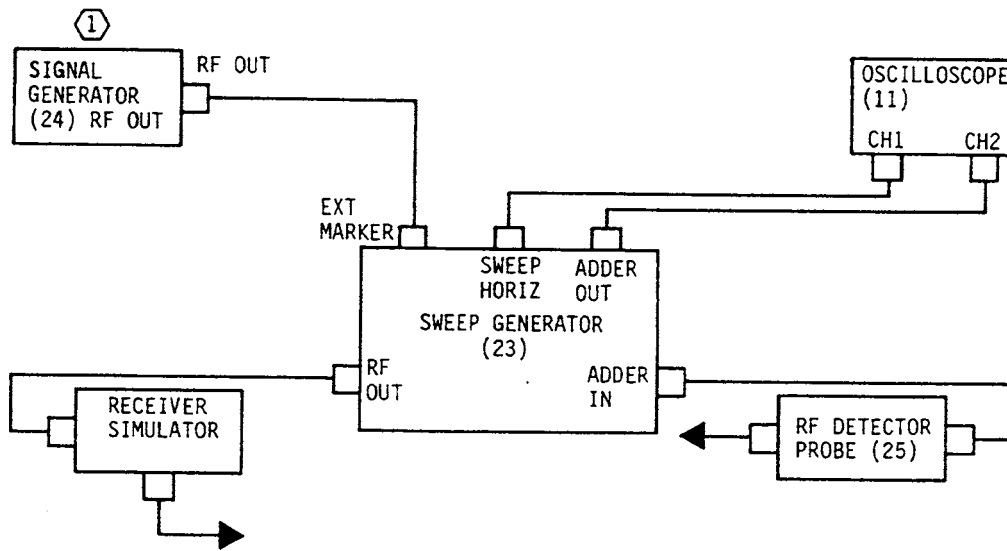 1
SIGNAL
GENERATOR
(24) RF OUT
RF OUT
OSCILLOSCOPE
(11)
CH1
CH2
EXT
MARKER
SWEEP
HORIZ
ADDER
OUT
SWEEP GENERATOR
(23)
RF
OUT
ADDER
IN
RECEIVER
SIMULATOR
RF DETECTOR
PROBE (25)